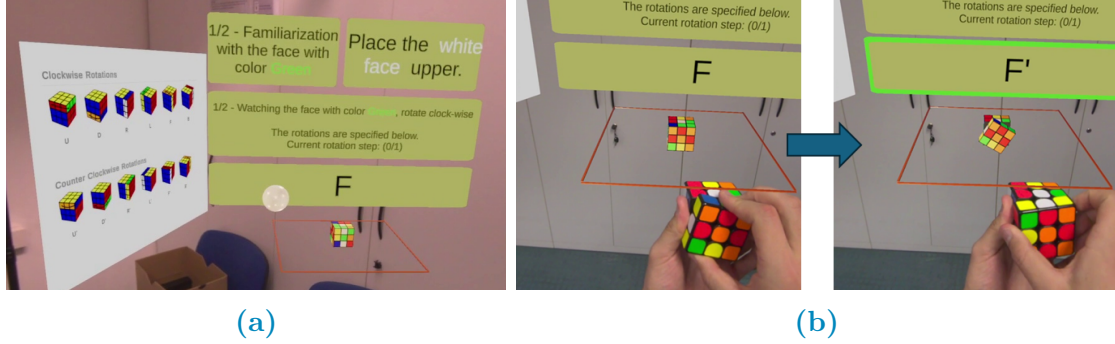 1/2 - Familiarization
with the face with
color Green
Place the white
face upper.
Clockwise Rotations
U D R L F B
1/2 - Watching the face with color Green, rotate clock-wise
The rotations are specified below.
Current rotation step: (0/1)
F
Counter Clockwise Rotations
U' D' R' L'
(a)
The rotations are specified below.
Current rotation step: (0/1)
F
The rotations are specified below.
Current rotation step: (0/1)
F'
(b)